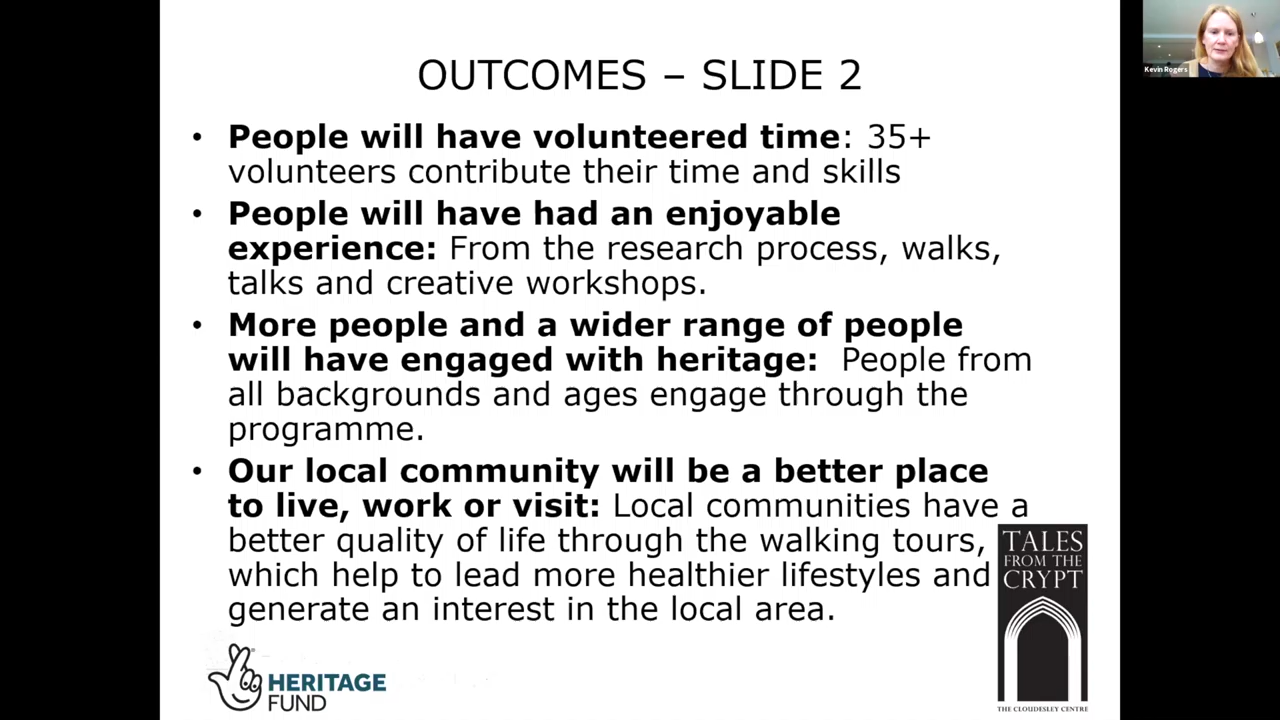 OUTCOMES – SLIDE 2
• People will have volunteered time: 35+
volunteers contribute their time and skills
• People will have had an enjoyable
experience: From the research process, walks,
talks and creative workshops.
• More people and a wider range of people
will have engaged with heritage:  People from
all backgrounds and ages engage through the
programme.
• Our local community will be a better place
to live, work or visit: Local communities have a
better quality of life through the walking tours,
which help to lead more healthier lifestyles and
generate an interest in the local area.
HERITAGE
FUND
TALES
FROM THE
CRYPT
THE CLOUDESLEY CENTRE
Kevin Rogers